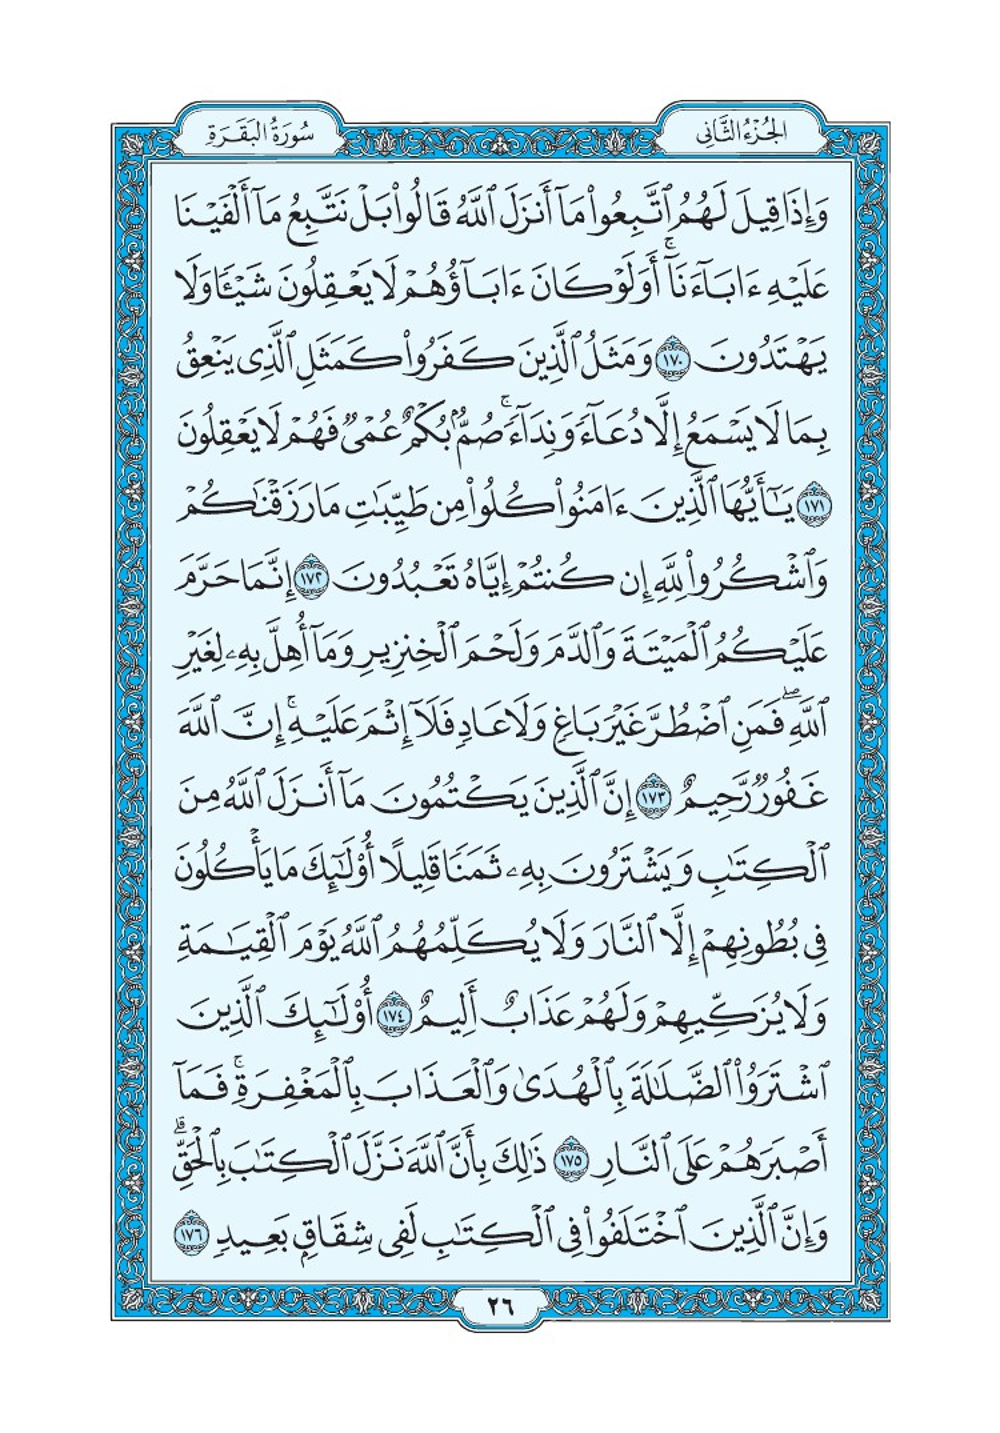 الجُزْءُ الثَّانِي
سُورَةُ البَقَرَةِ
وَإِذَا قِيلَ لَهُمُ ٱتَّبِعُوا۟ مَآ أَنزَلَ ٱللَّهُ قَالُوا۟ بَلْ نَتَّبِعُ مَآ أَلْفَيْنَا
عَلَيْهِ ءَابَآءَنَآ ۚ أَوَلَوْ كَانَ ءَابَآؤُهُمْ لَا يَعْقِلُونَ شَيْـًٔا وَلَا
يَهْتَدُونَ ١٧٠ وَمَثَلُ ٱلَّذِينَ كَفَرُوا۟ كَمَثَلِ ٱلَّذِى يَنْعِقُ
بِمَا لَا يَسْمَعُ إِلَّا دُعَآءً وَنِدَآءً ۚ صُمٌّۢ بُكْمٌ عُمْىٌ فَهُمْ لَا يَعْقِلُونَ
١٧١ يَـٰٓأَيُّهَا ٱلَّذِينَ ءَامَنُوا۟ كُلُوا۟ مِن طَيِّبَـٰتِ مَا رَزَقْنَـٰكُمْ
وَٱشْكُرُوا۟ لِلَّهِ إِن كُنتُمْ إِيَّاهُ تَعْبُدُونَ ١٧٢ إِنَّمَا حَرَّمَ
عَلَيْكُمُ ٱلْمَيْتَةَ وَٱلدَّمَ وَلَحْمَ ٱلْخِنزِيرِ وَمَآ أُهِلَّ بِهِۦ لِغَيْرِ
ٱللَّهِ ۖ فَمَنِ ٱضْطُرَّ غَيْرَ بَاغٍ وَلَا عَادٍ فَلَآ إِثْمَ عَلَيْهِ ۚ إِنَّ ٱللَّهَ
غَفُورٌ رَّحِيمٌ ١٧٣ إِنَّ ٱلَّذِينَ يَكْتُمُونَ مَآ أَنزَلَ ٱللَّهُ مِنَ
ٱلْكِتَـٰبِ وَيَشْتَرُونَ بِهِۦ ثَمَنًا قَلِيلًا أُو۟لَـٰٓئِكَ مَا يَأْكُلُونَ
فِى بُطُونِهِمْ إِلَّا ٱلنَّارَ وَلَا يُكَلِّمُهُمُ ٱللَّهُ يَوْمَ ٱلْقِيَـٰمَةِ
وَلَا يُزَكِّيهِمْ وَلَهُمْ عَذَابٌ أَلِيمٌ ١٧٤ أُو۟لَـٰٓئِكَ ٱلَّذِينَ
ٱشْتَرَوُا۟ ٱلضَّلَـٰلَةَ بِٱلْهُدَىٰ وَٱلْعَذَابَ بِٱلْمَغْفِرَةِ ۚ فَمَآ
أَصْبَرَهُمْ عَلَى ٱلنَّارِ ١٧٥ ذَٰلِكَ بِأَنَّ ٱللَّهَ نَزَّلَ ٱلْكِتَـٰبَ بِٱلْحَقِّ ۗ
وَإِنَّ ٱلَّذِينَ ٱخْتَلَفُوا۟ فِى ٱلْكِتَـٰبِ لَفِى شِقَاقٍۭ بَعِيدٍ ١٧٦
٢٦